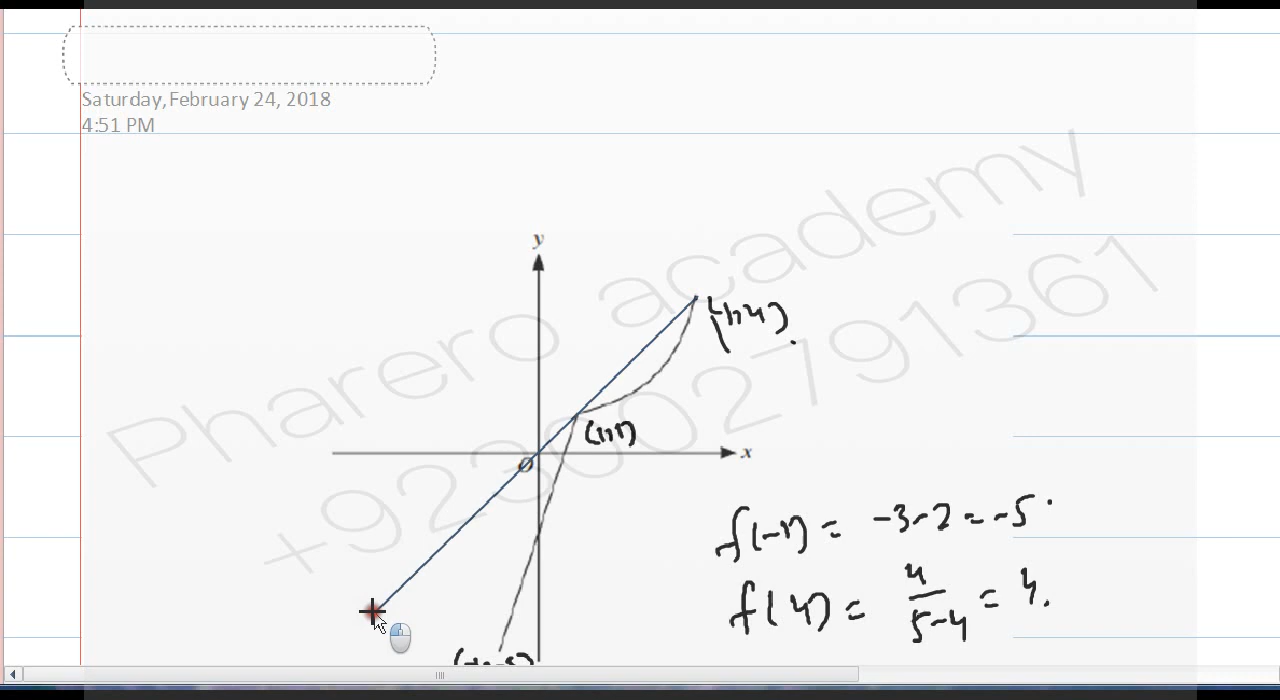 Saturday, February 24, 2018
4:51 PM
Pharero academy
+923002791361
y
(4,4)
(1,1)
O
x
f(-1) = -3-2 = -5
f(4) = 4/5-4 = 4.